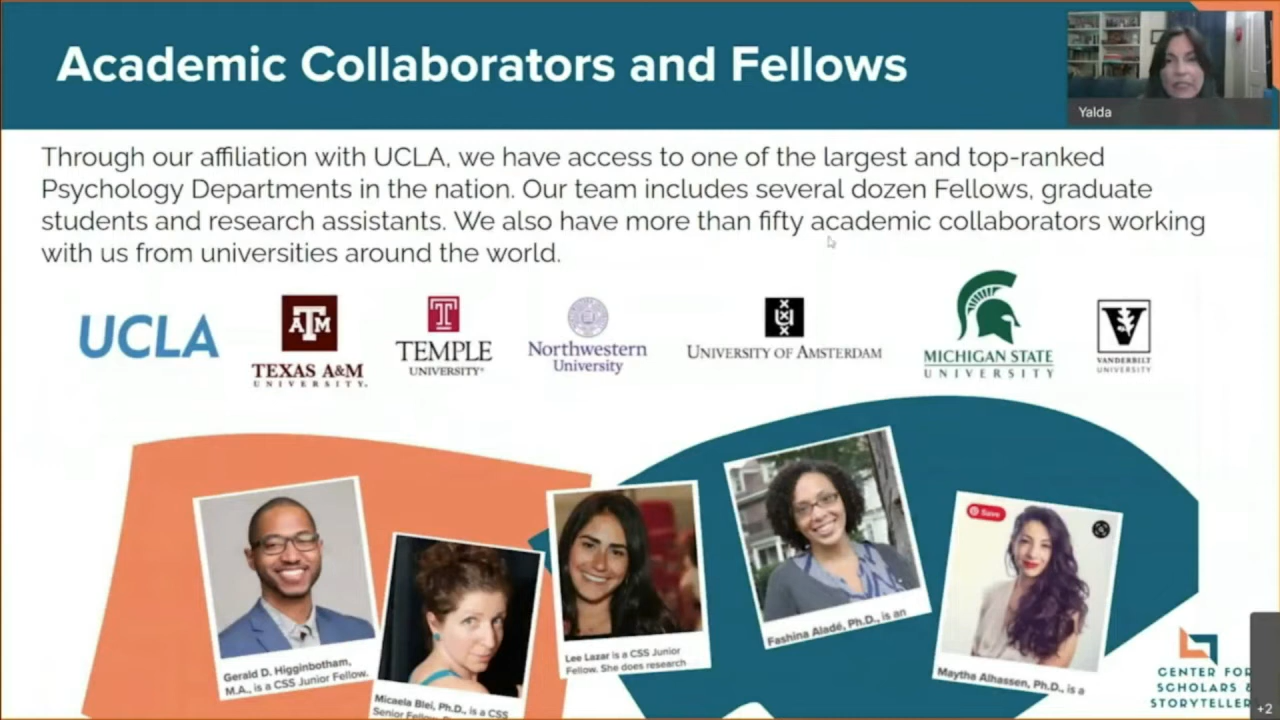 Academic Collaborators and Fellows
Yalda
Through our affiliation with UCLA, we have access to one of the largest and top-ranked
Psychology Departments in the nation. Our team includes several dozen Fellows, graduate
students and research assistants. We also have more than fifty academic collaborators working
with us from universities around the world.
UCLA
TEXAS A&M
UNIVERSITY.
TEMPLE
UNIVERSITY
Northwestern
University
UNIVERSITY OF AMSTERDAM
MICHIGAN STATE
UNIVERSITY
VANDERBILT
UNIVERSITY
Gerald D. Higginbotham,
M.A., is a CSS Junior Fellow.
Micaela Blei, Ph.D., is a CSS
Senior
Lee Lazar is a CSS Junior
Fellow. She does research
Fashina Aladé, Ph.D., is an
Save
Maytha Alhassen, Ph.D., is a
CENTER FOR
SCHOLARS &
STORYTELLER
+2